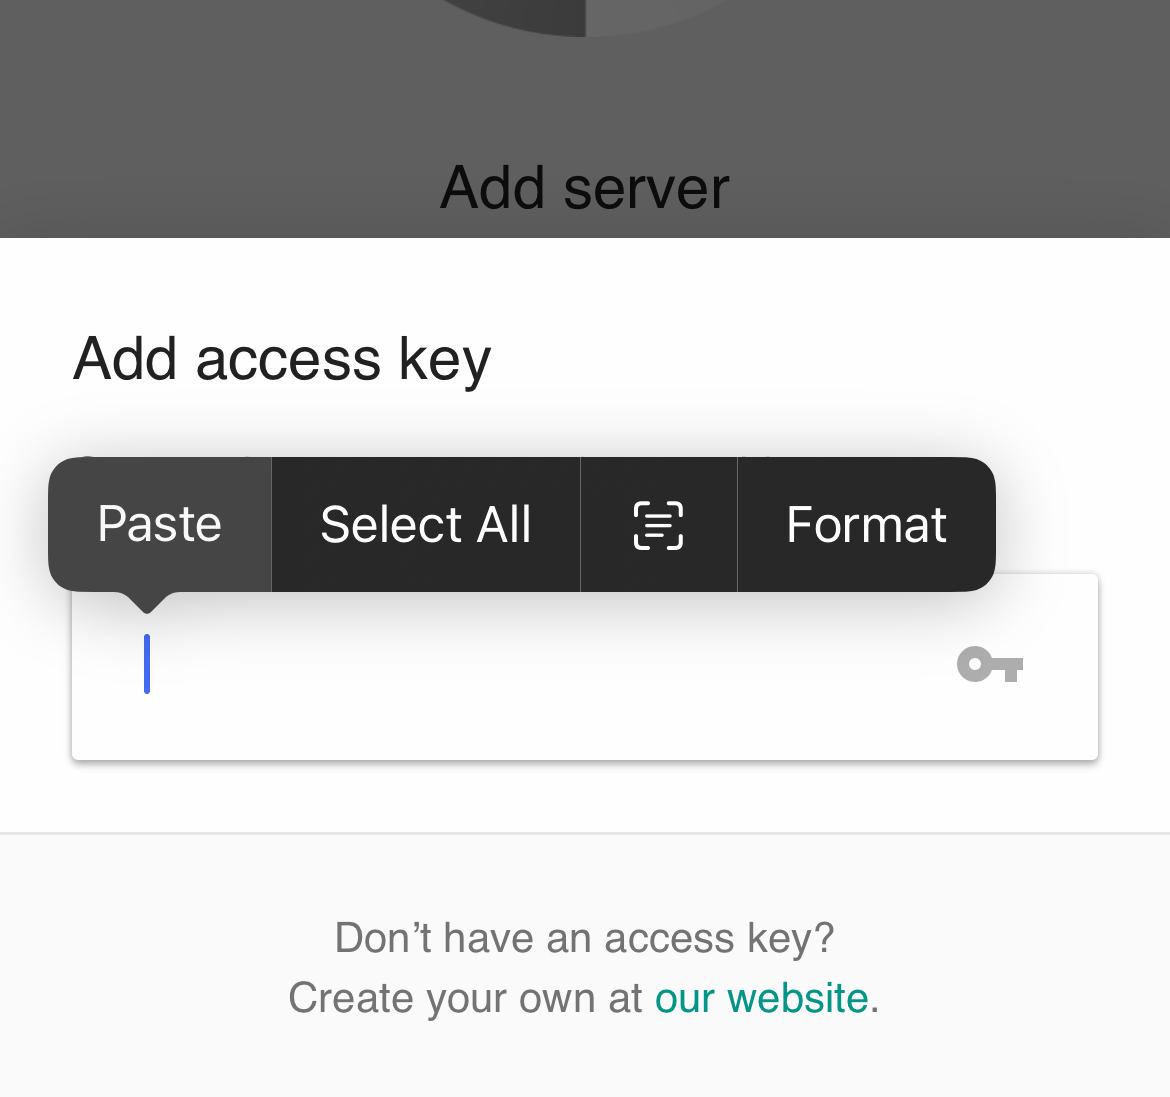 Add server
Add access key
Paste
Select All
Format
Don’t have an access key?
Create your own at our website.